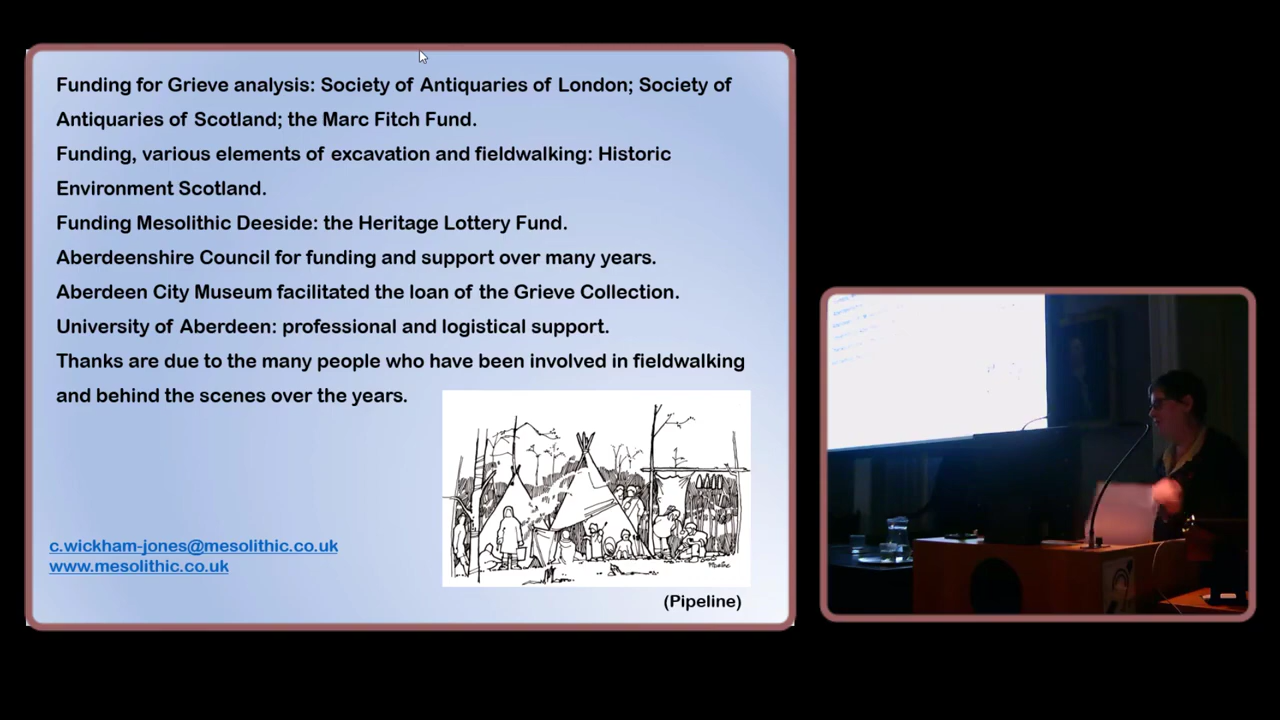 Funding for Grieve analysis: Society of Antiquaries of London; Society of
Antiquaries of Scotland; the Marc Fitch Fund.
Funding, various elements of excavation and fieldwalking: Historic
Environment Scotland.
Funding Mesolithic Deeside: the Heritage Lottery Fund.
Aberdeenshire Council for funding and support over many years.
Aberdeen City Museum facilitated the loan of the Grieve Collection.
University of Aberdeen: professional and logistical support.
Thanks are due to the many people who have been involved in fieldwalking
and behind the scenes over the years.
c.wickham-jones@mesolithic.co.uk
www.mesolithic.co.uk
(Pipeline)